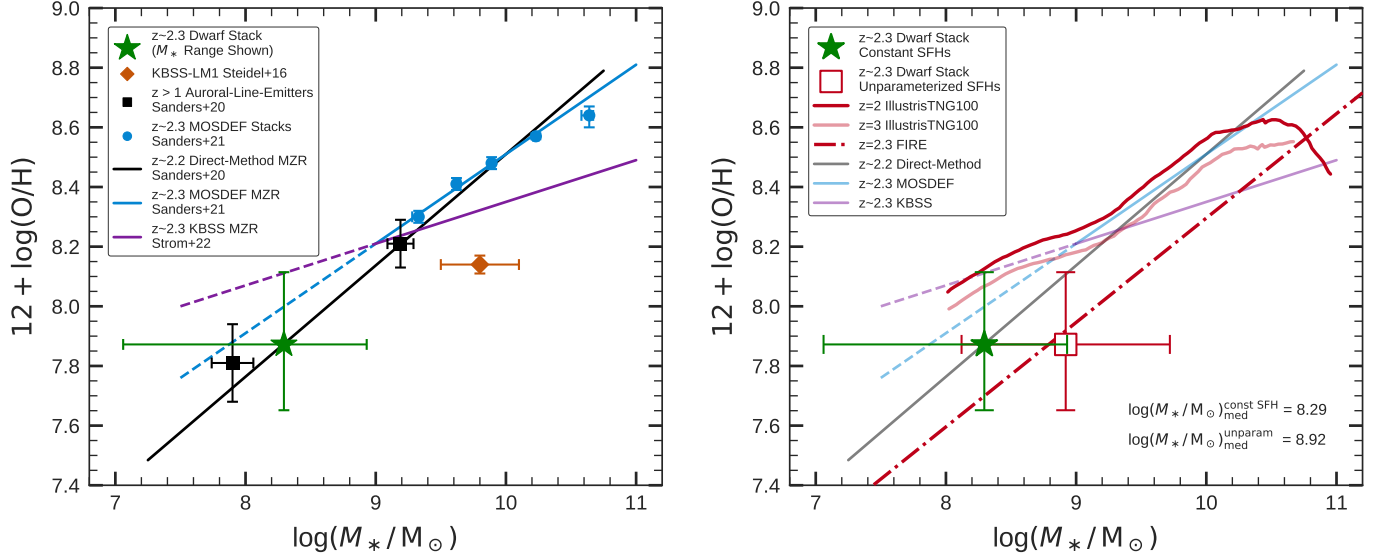 9.0
8.8
8.6
8.4
8.2
8.0
7.8
7.6
7.4
12 + log(O/H)
z~2.3 Dwarf Stack
(M∗ Range Shown)
KBSS-LM1 Steidel+16
z > 1 Auroral-Line-Emitters
Sanders+20
z~2.3 MOSDEF Stacks
Sanders+21
z~2.2 Direct-Method MZR
Sanders+20
z~2.3 MOSDEF MZR
Sanders+21
z~2.3 KBSS MZR
Strom+22
7 8 9 10 11
log(M∗/M⊙)
9.0
8.8
8.6
8.4
8.2
8.0
7.8
7.6
7.4
12 + log(O/H)
z~2.3 Dwarf Stack
Constant SFHs
z~2.3 Dwarf Stack
Unparameterized SFHs
z=2 IllustrisTNG100
z=3 IllustrisTNG100
z=2.3 FIRE
z~2.2 Direct-Method
z~2.3 MOSDEF
z~2.3 KBSS
log(M∗/M⊙)med const SFH = 8.29
log(M∗/M⊙)med unparam = 8.92
7 8 9 10 11
log(M∗/M⊙)